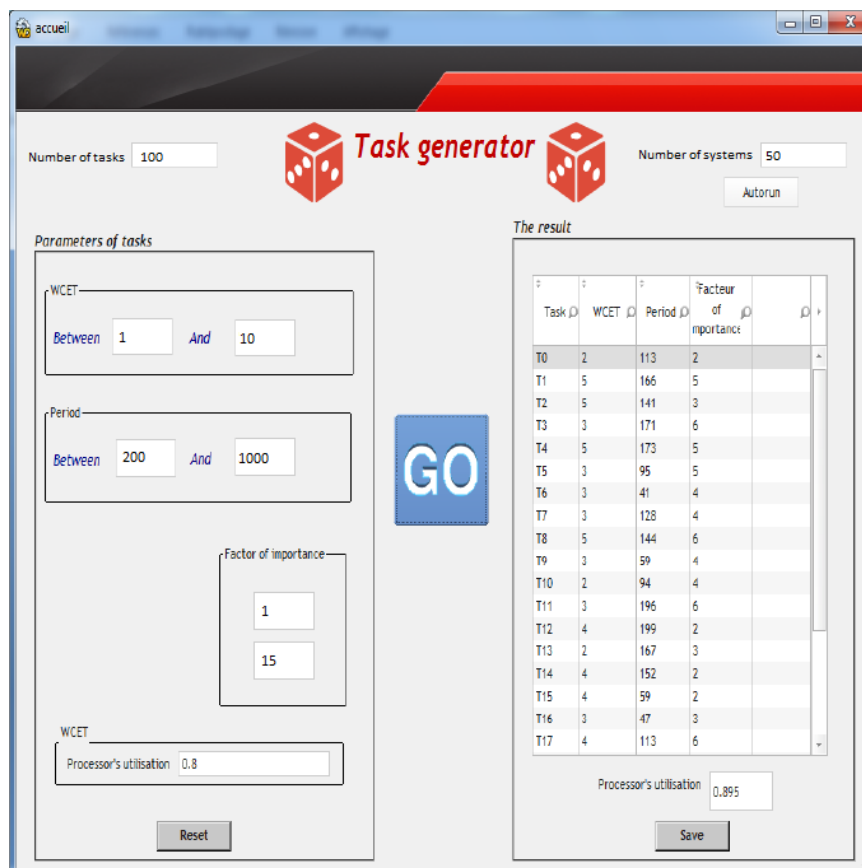 accueil
Affichage
Task generator
Number of tasks 100
Number of systems 50
Autorun
Parameters of tasks
WCET
Between 1 And 10
Period
Between 200 And 1000
Factor of importance
1
15
WCET
Processor's utilisation 0.8
Reset
GO
The result
Task WCET Period Facteur of mportance
T0 2 113 2
T1 5 166 5
T2 5 141 3
T3 3 171 6
T4 5 173 5
T5 3 95 5
T6 3 41 4
T7 3 128 4
T8 5 144 6
T9 3 59 4
T10 2 94 4
T11 3 196 6
T12 4 199 2
T13 2 167 3
T14 4 152 2
T15 4 59 2
T16 3 47 3
T17 4 113 6
Processor's utilisation 0.895
Save